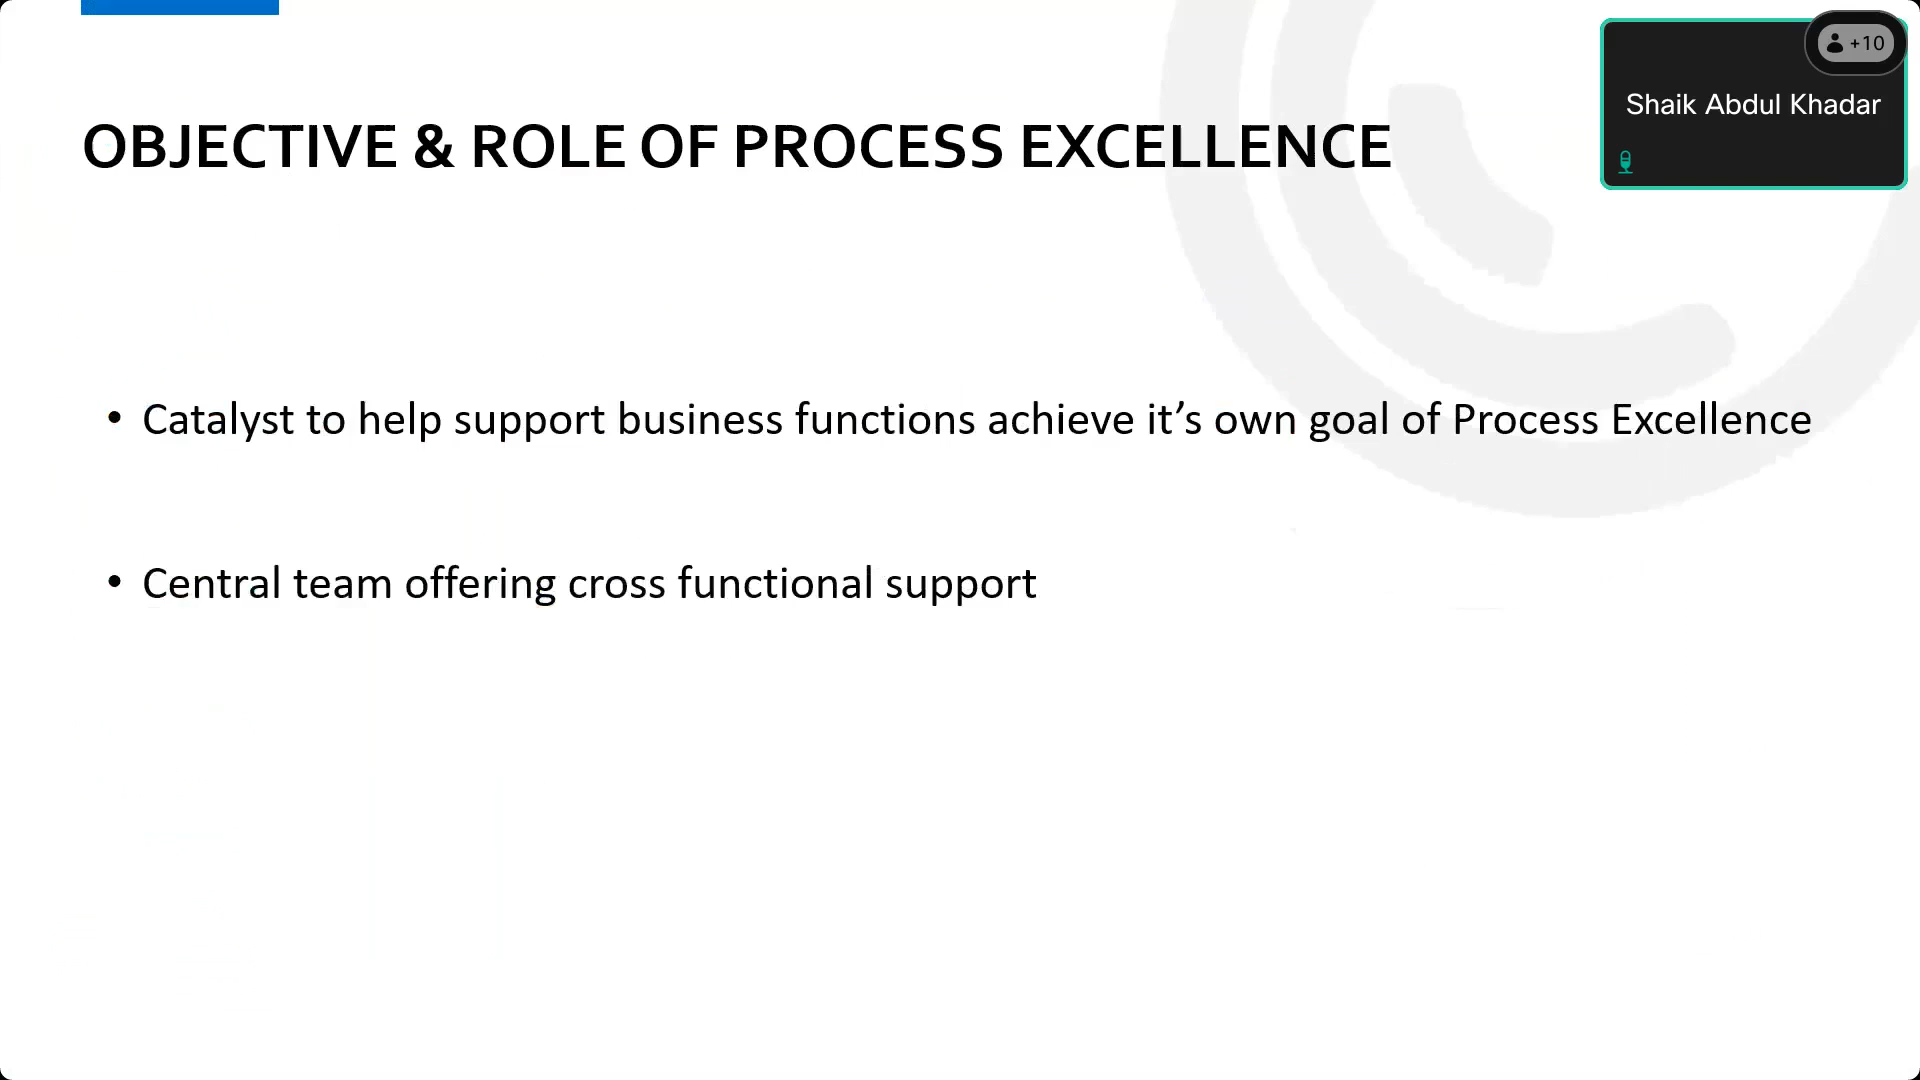 +10
Shaik Abdul Khadar
OBJECTIVE & ROLE OF PROCESS EXCELLENCE
• Catalyst to help support business functions achieve it’s own goal of Process Excellence
• Central team offering cross functional support